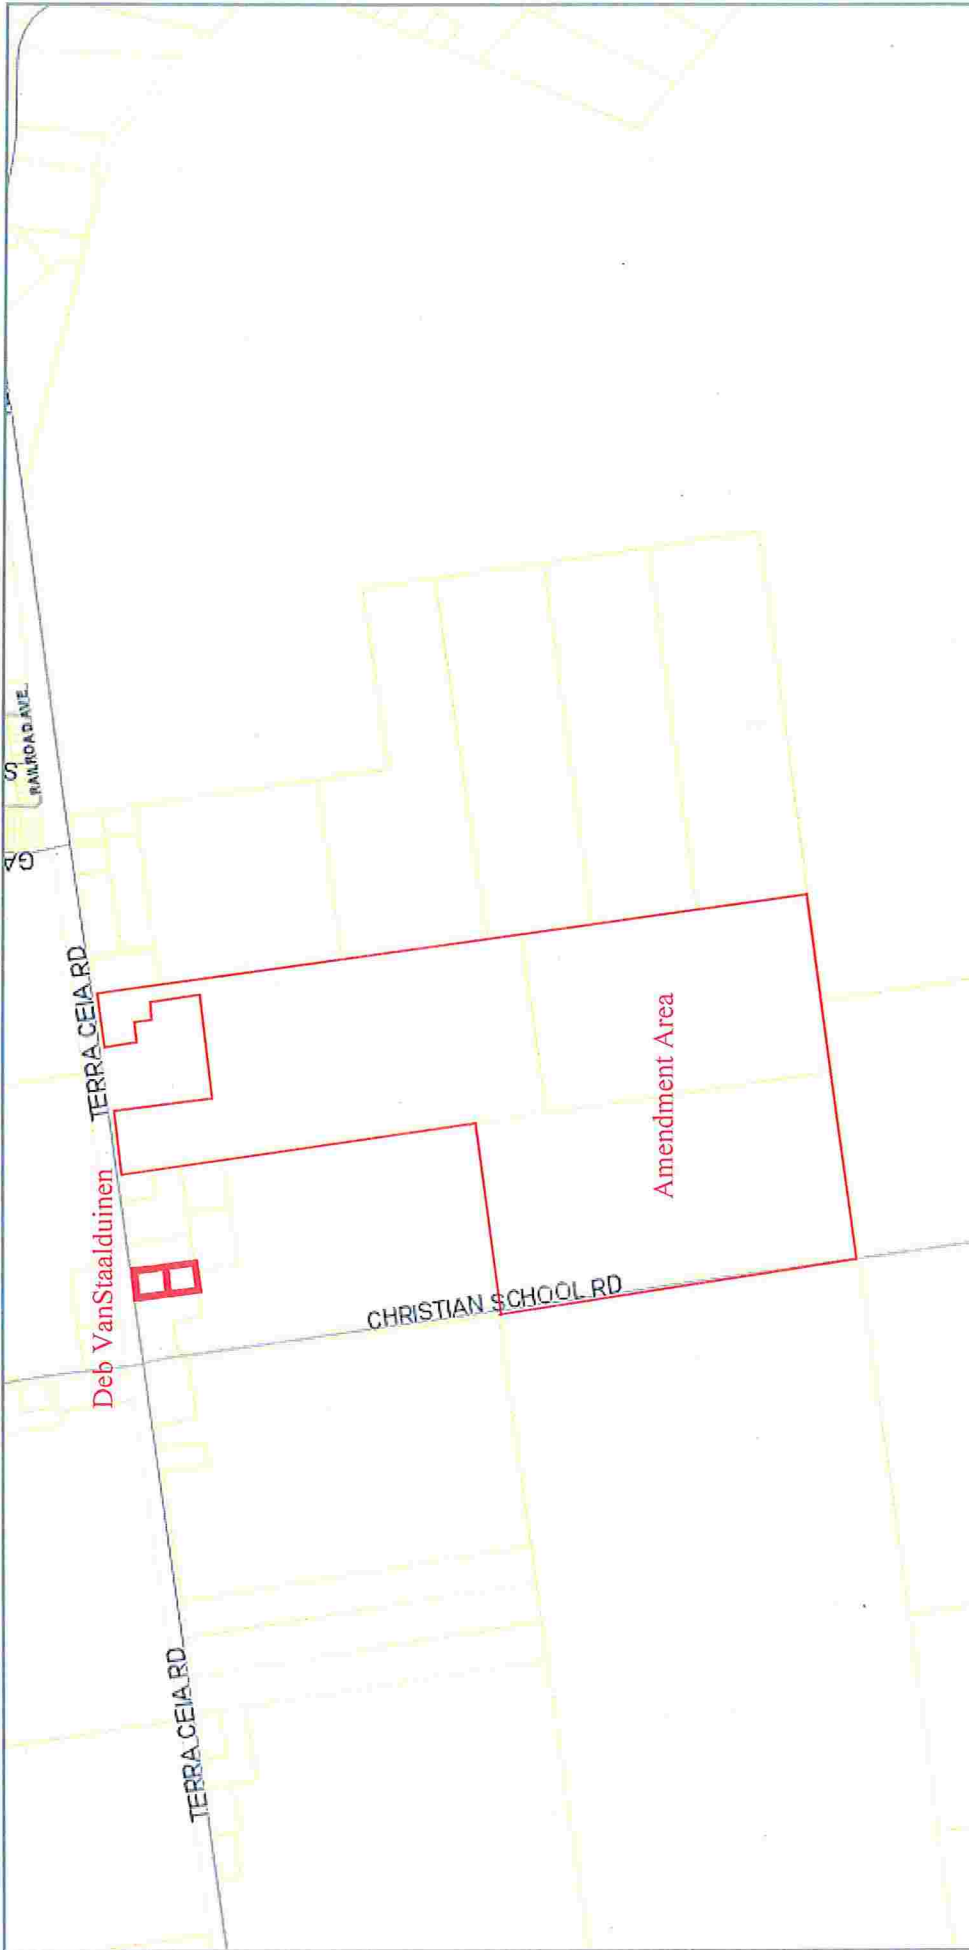 RAILROAD AVE
TERRA CEIA RD
Deb VanStaalduinen
CHRISTIAN SCHOOL RD
Amendment Area
TERRA CEIA RD